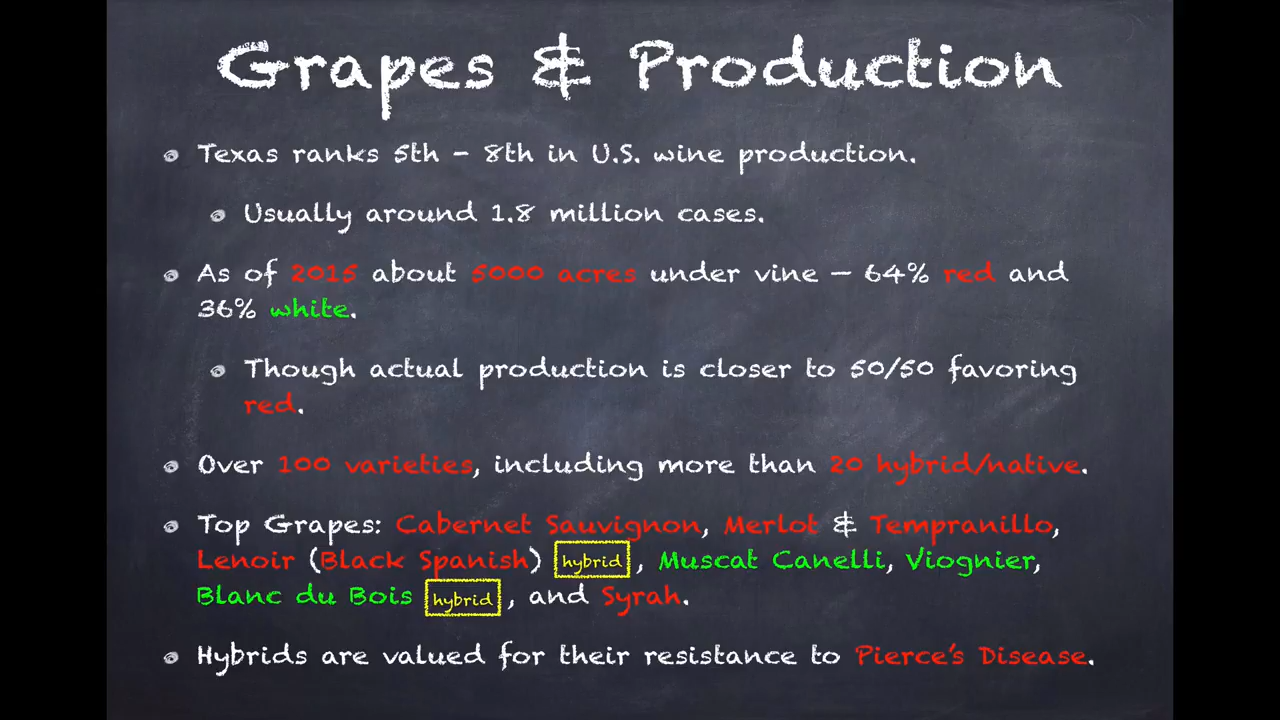 Grapes & Production
Texas ranks 5th - 8th in U.S. wine production.
Usually around 1.8 million cases.
As of 2015 about 5000 acres under vine — 64% red and
36% white.
Though actual production is closer to 50/50 favoring
red.
Over 100 varieties, including more than 20 hybrid/native.
Top Grapes: Cabernet Sauvignon, Merlot & Tempranillo,
Lenoir (Black Spanish) hybrid , Muscat Canelli, Viognier,
Blanc du Bois hybrid , and Syrah.
Hybrids are valued for their resistance to Pierce's Disease.